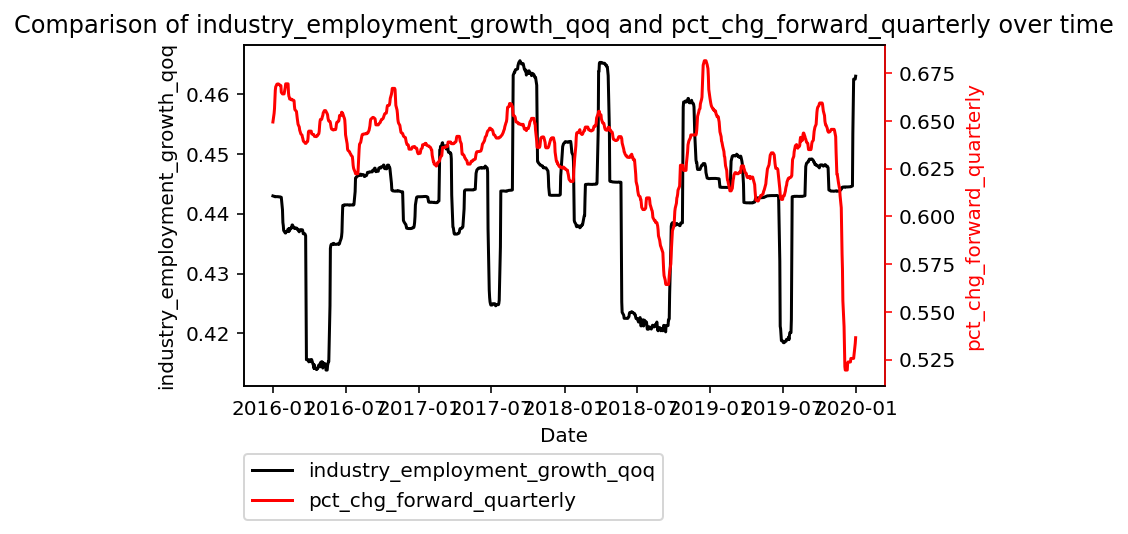 Comparison of industry_employment_growth_qoq and pct_chg_forward_quarterly over time
industry_employment_growth_qoq
0.46
0.45
0.44
0.43
0.42
0.675
0.650
0.625
0.600
0.575
0.550
0.525
pct_chg_forward_quarterly
2016-01 2016-07 2017-01 2017-07 2018-01 2018-07 2019-01 2019-07 2020-01
Date
industry_employment_growth_qoq
pct_chg_forward_quarterly